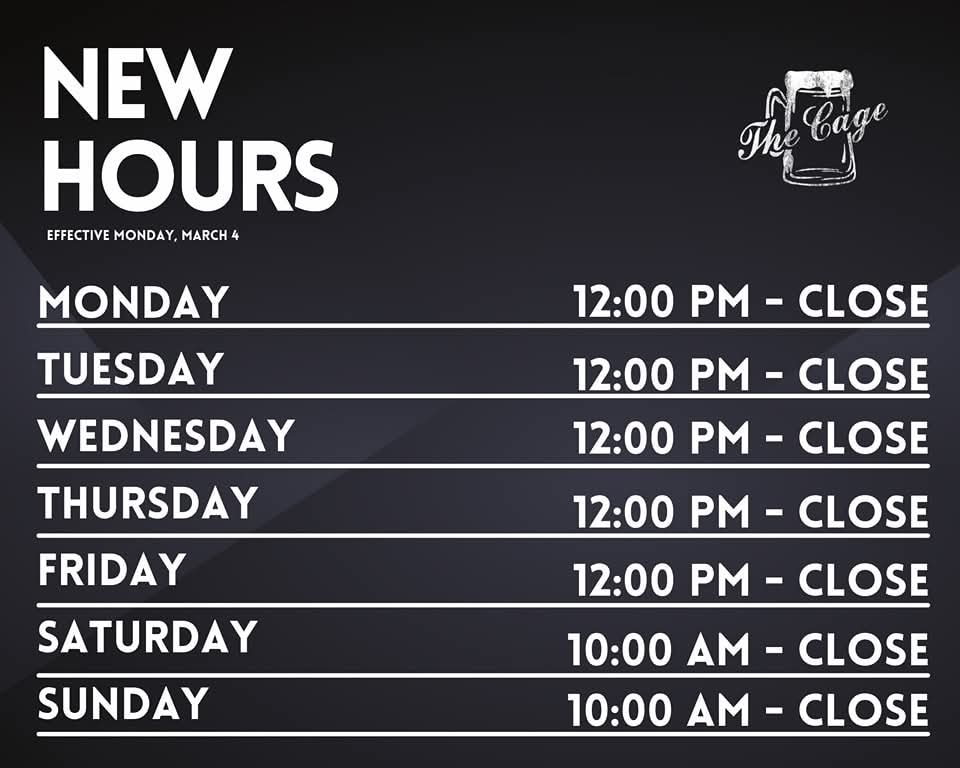 NEW
HOURS
The Cage
EFFECTIVE MONDAY, MARCH 4
MONDAY 12:00 PM - CLOSE
TUESDAY 12:00 PM - CLOSE
WEDNESDAY 12:00 PM - CLOSE
THURSDAY 12:00 PM - CLOSE
FRIDAY 12:00 PM - CLOSE
SATURDAY 10:00 AM - CLOSE
SUNDAY 10:00 AM - CLOSE